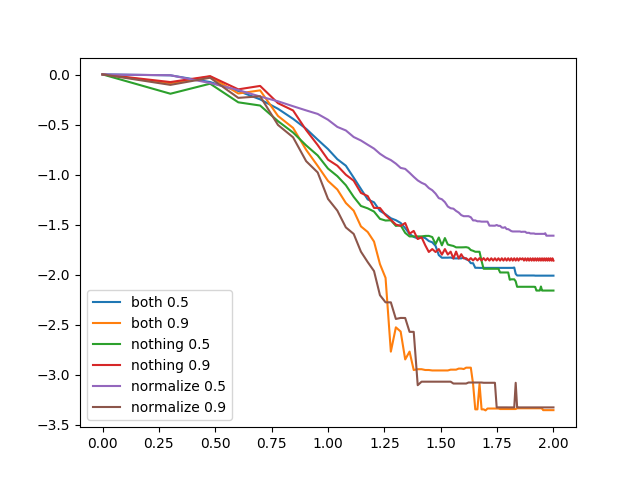 0.0
−0.5
−1.0
−1.5
−2.0
−2.5
−3.0
−3.5
both 0.5
both 0.9
nothing 0.5
nothing 0.9
normalize 0.5
normalize 0.9
0.00 0.25 0.50 0.75 1.00 1.25 1.50 1.75 2.00